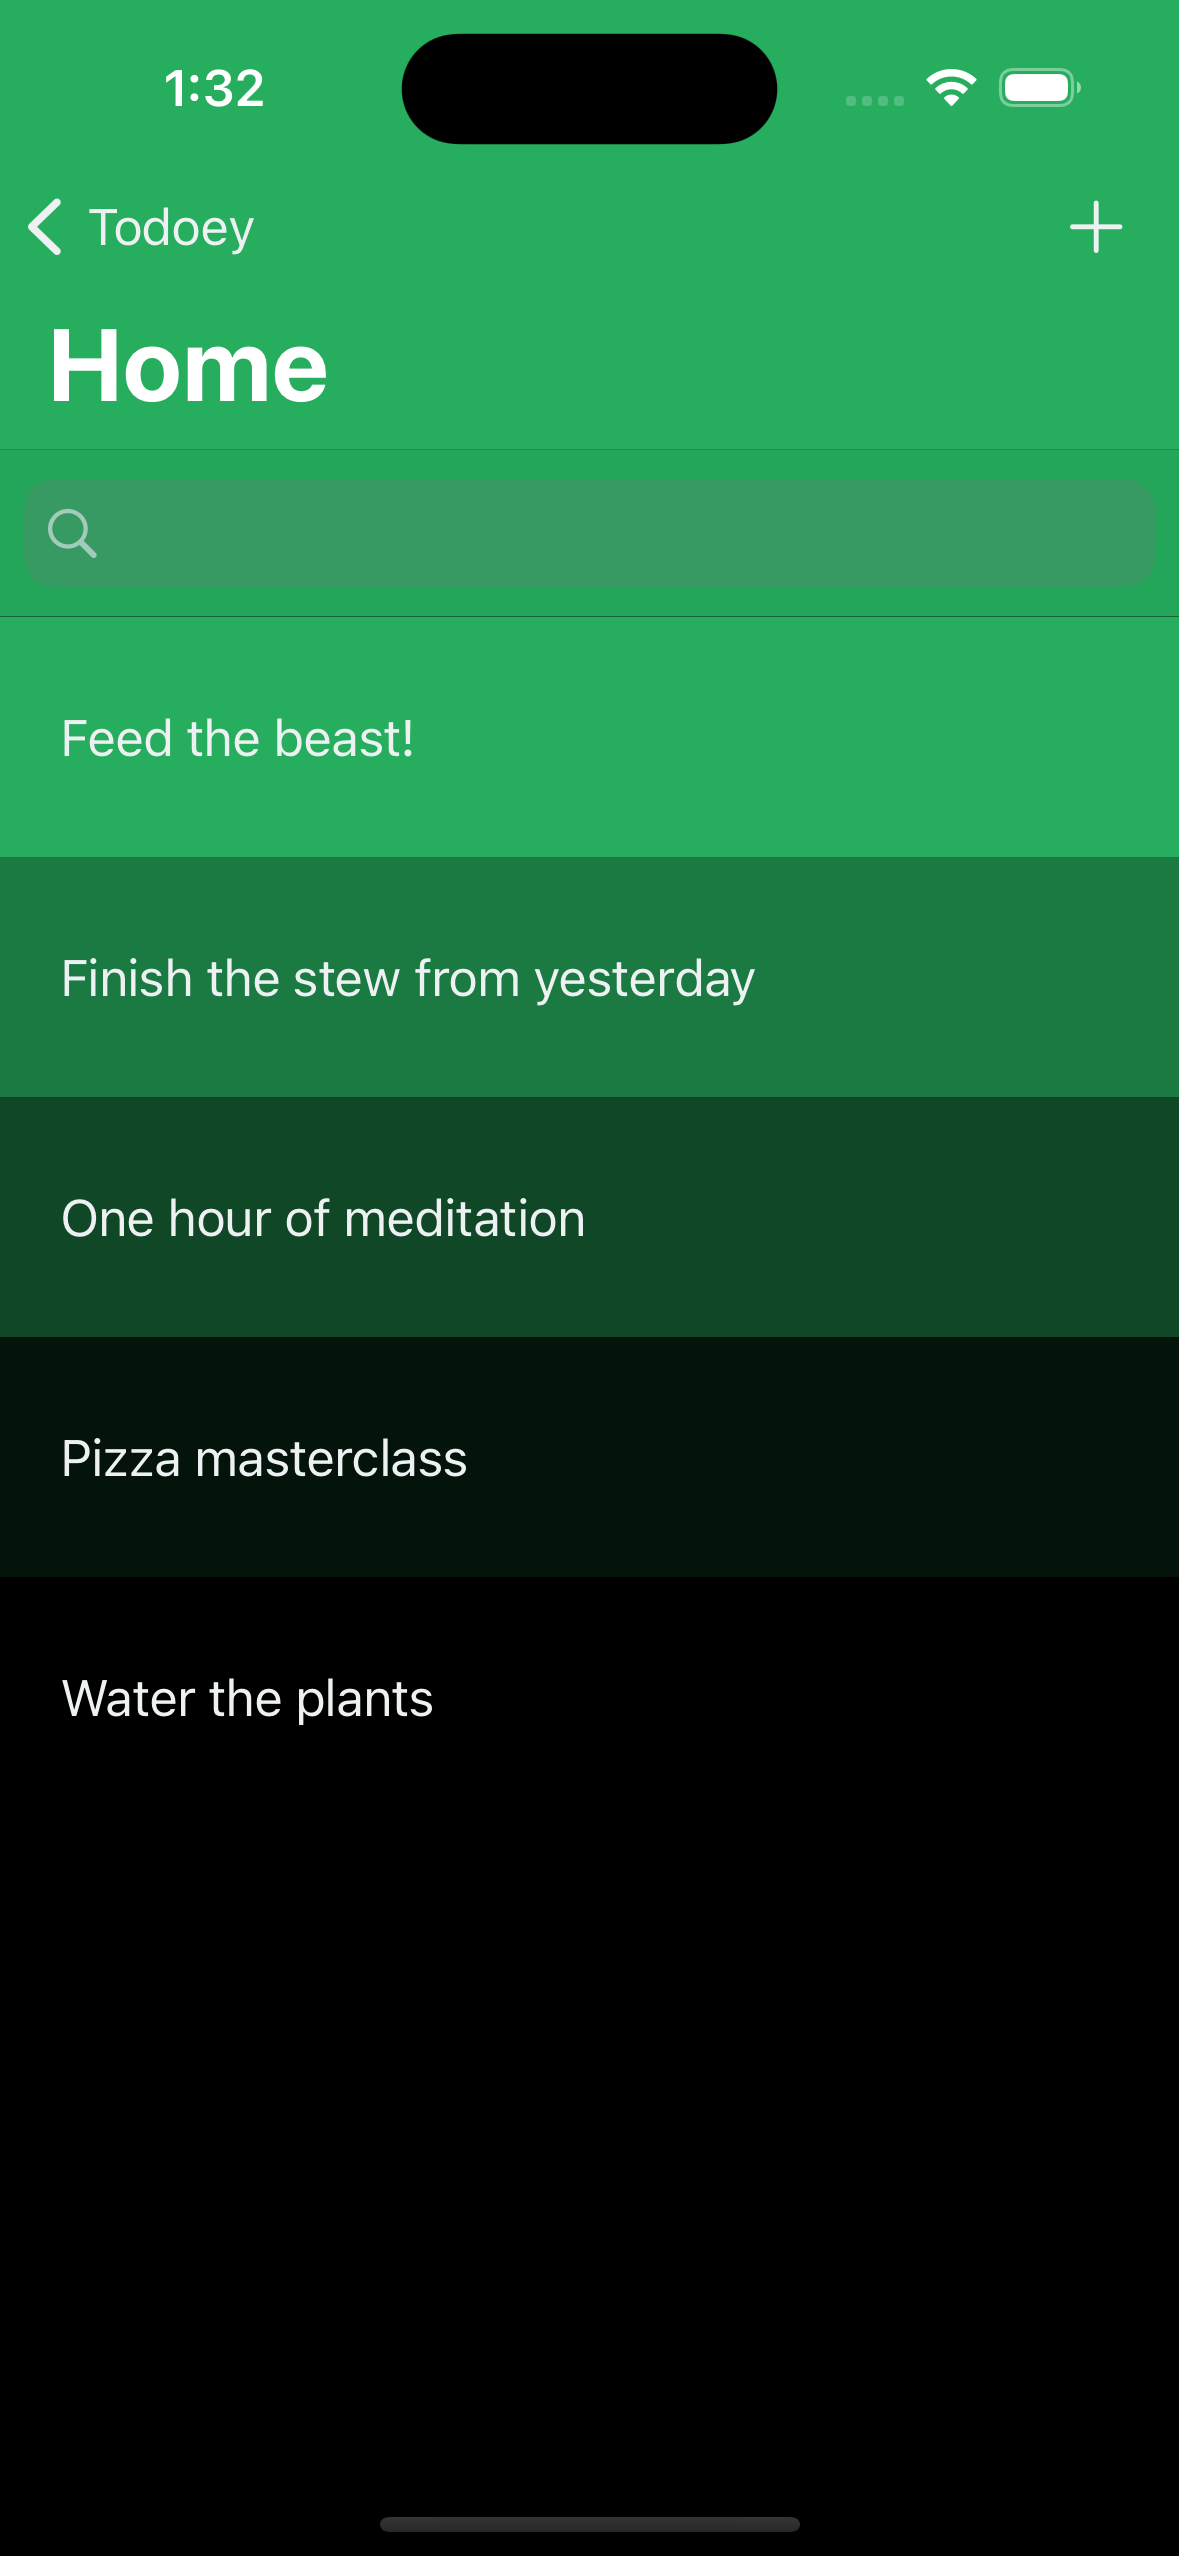 1:32
Todoey
Home
Feed the beast!
Finish the stew from yesterday
One hour of meditation
Pizza masterclass
Water the plants